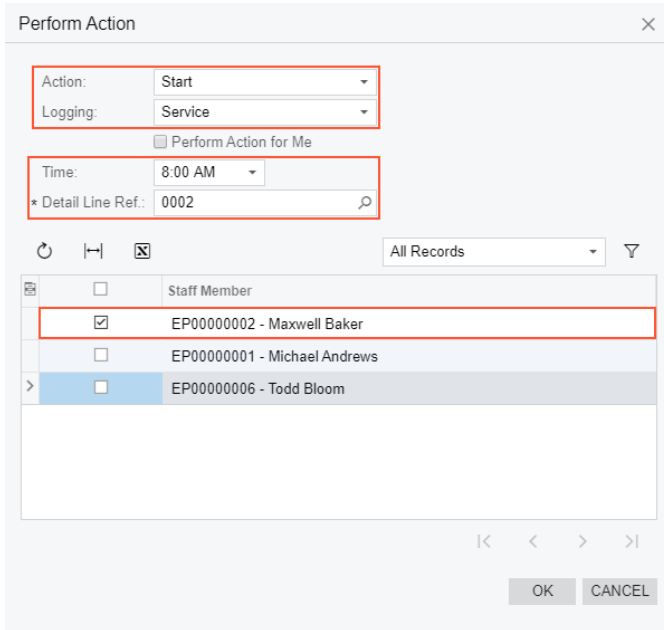 Perform Action
Action: Start
Logging: Service
Perform Action for Me
Time: 8:00 AM
* Detail Line Ref.: 0002
All Records
Staff Member
EP00000002 - Maxwell Baker
EP00000001 - Michael Andrews
EP00000006 - Todd Bloom
OK CANCEL